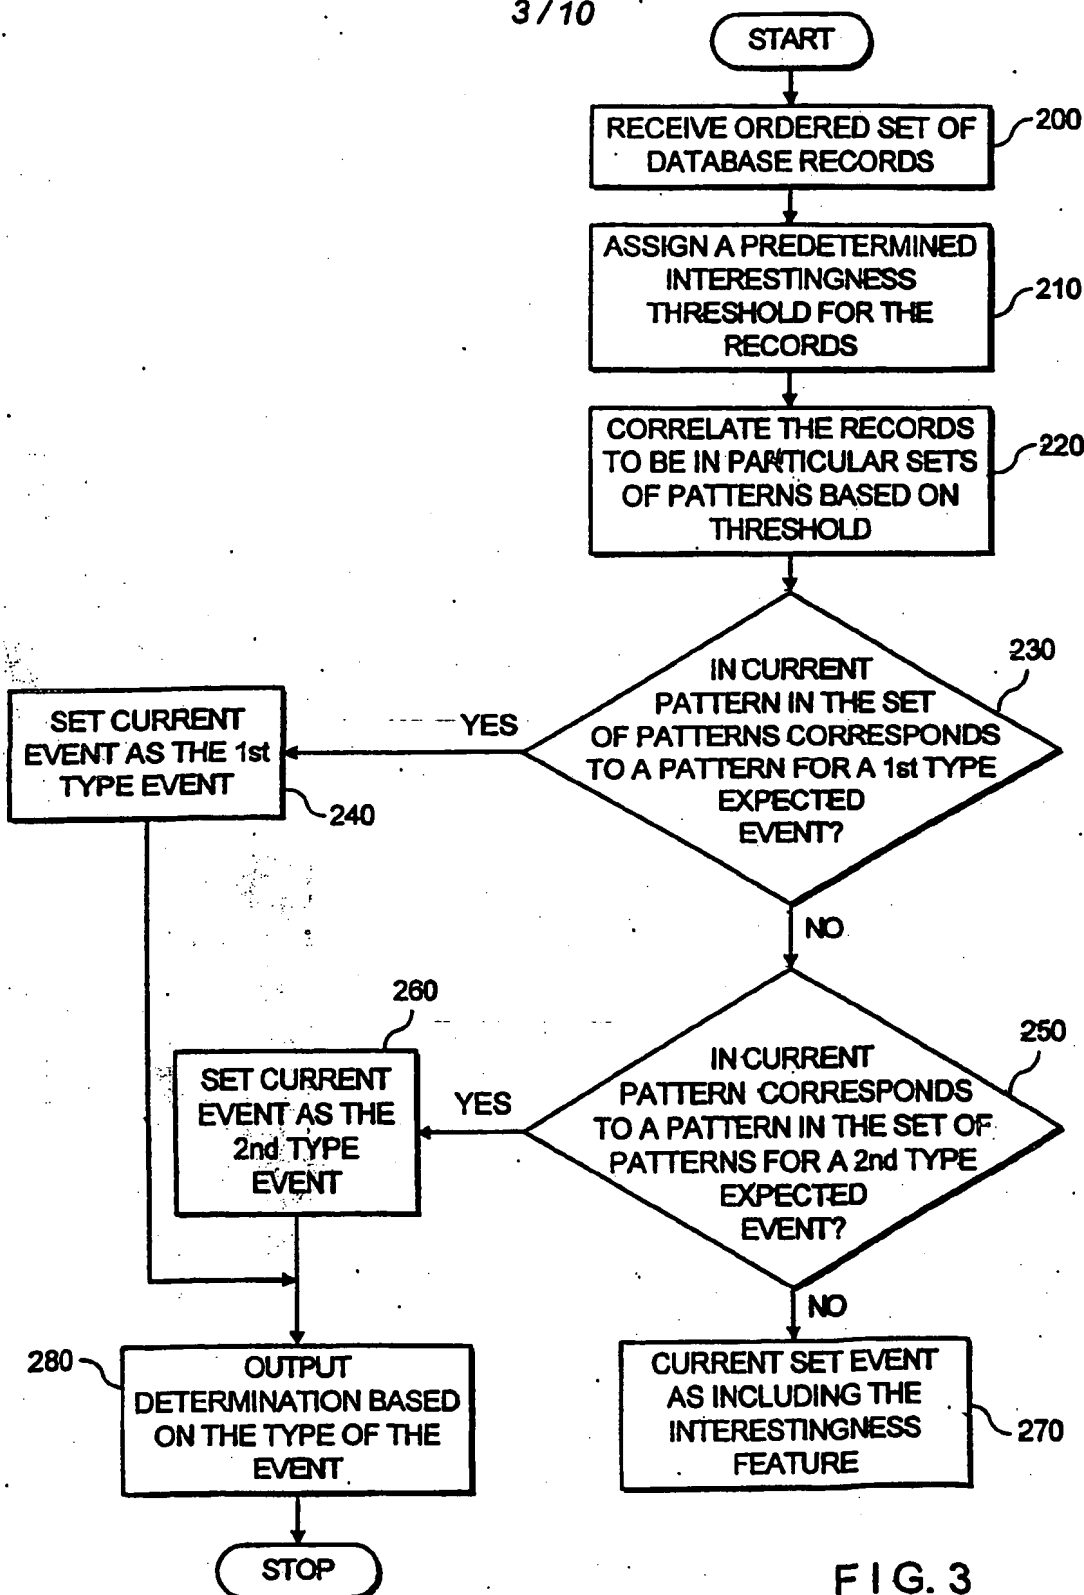 3/10
START
RECEIVE ORDERED SET OF
DATABASE RECORDS
200
ASSIGN A PREDETERMINED
INTERESTINGNESS
THRESHOLD FOR THE
RECORDS
210
CORRELATE THE RECORDS
TO BE IN PARTICULAR SETS
OF PATTERNS BASED ON
THRESHOLD
220
IN CURRENT
PATTERN IN THE SET
OF PATTERNS CORRESPONDS
TO A PATTERN FOR A 1st TYPE
EXPECTED
EVENT?
230
YES
SET CURRENT
EVENT AS THE 1st
TYPE EVENT
240
NO
IN CURRENT
PATTERN CORRESPONDS
TO A PATTERN IN THE SET OF
PATTERNS FOR A 2nd TYPE
EXPECTED
EVENT?
250
YES
260
SET CURRENT
EVENT AS THE
2nd TYPE
EVENT
NO
CURRENT SET EVENT
AS INCLUDING THE
INTERESTINGNESS
FEATURE
270
280
OUTPUT
DETERMINATION BASED
ON THE TYPE OF THE
EVENT
STOP
FIG. 3